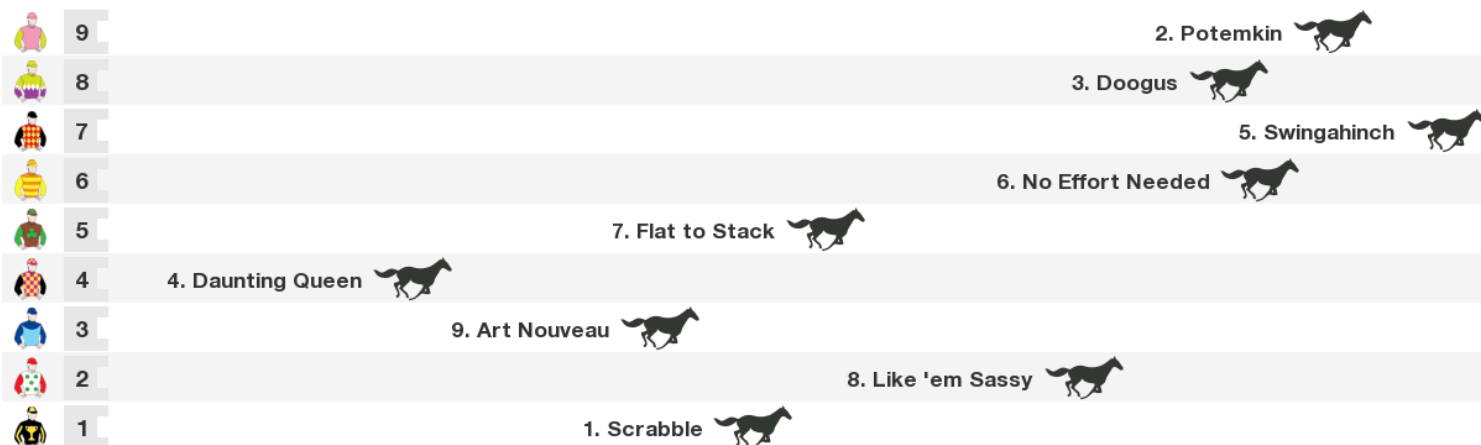 9 2. Potemkin
8 3. Doogus
7 5. Swingahinch
6 6. No Effort Needed
5 7. Flat to Stack
4 4. Daunting Queen
3 9. Art Nouveau
2 8. Like 'em Sassy
1 1. Scrabble